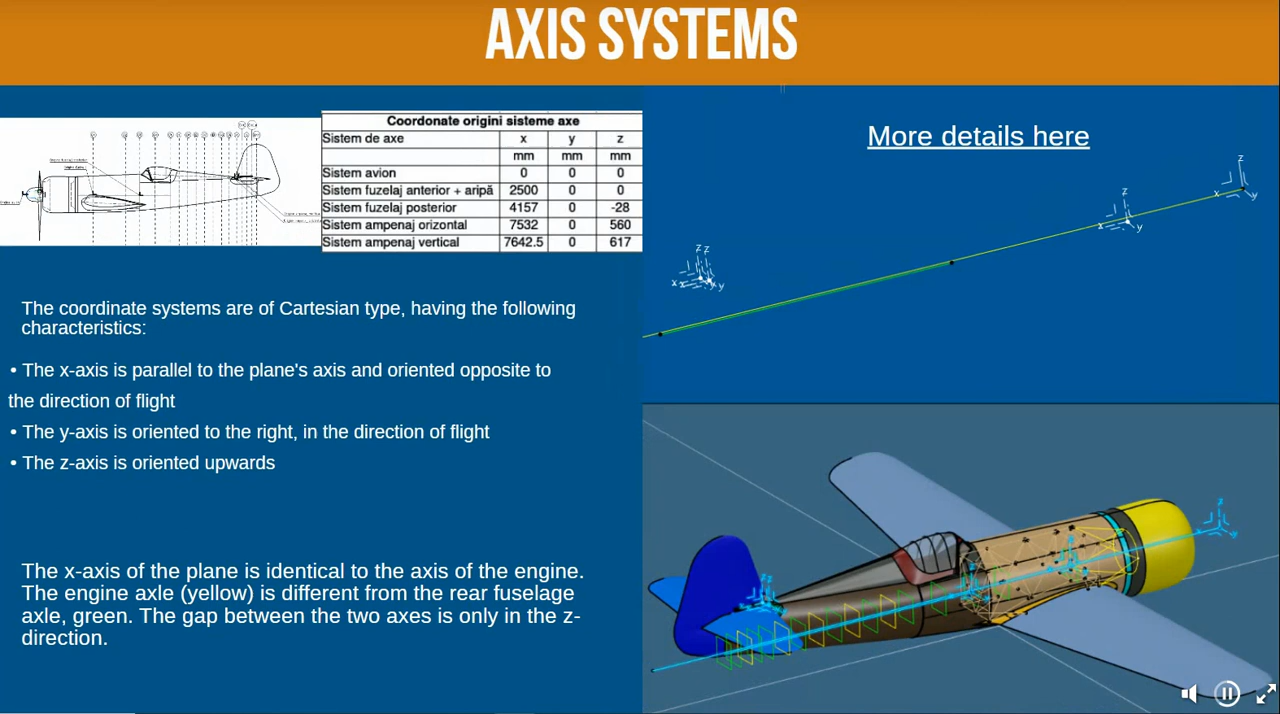 AXIS SYSTEMS
Coordonate origini sisteme axe
Sistem de axe x y z
mm mm mm
Sistem avion 0 0 0
Sistem fuzelaj anterior + aripă 2500 0 0
Sistem fuzelaj posterior 4157 0 -28
Sistem ampenaj orizontal 7532 0 560
Sistem ampenaj vertical 7642.5 0 617
The coordinate systems are of Cartesian type, having the following
characteristics:
• The x-axis is parallel to the plane's axis and oriented opposite to
the direction of flight
• The y-axis is oriented to the right, in the direction of flight
• The z-axis is oriented upwards
The x-axis of the plane is identical to the axis of the engine.
The engine axle (yellow) is different from the rear fuselage
axle, green. The gap between the two axes is only in the z-
direction.
More details here
z
x
y
z
x
y
z z
x x
y
z
y